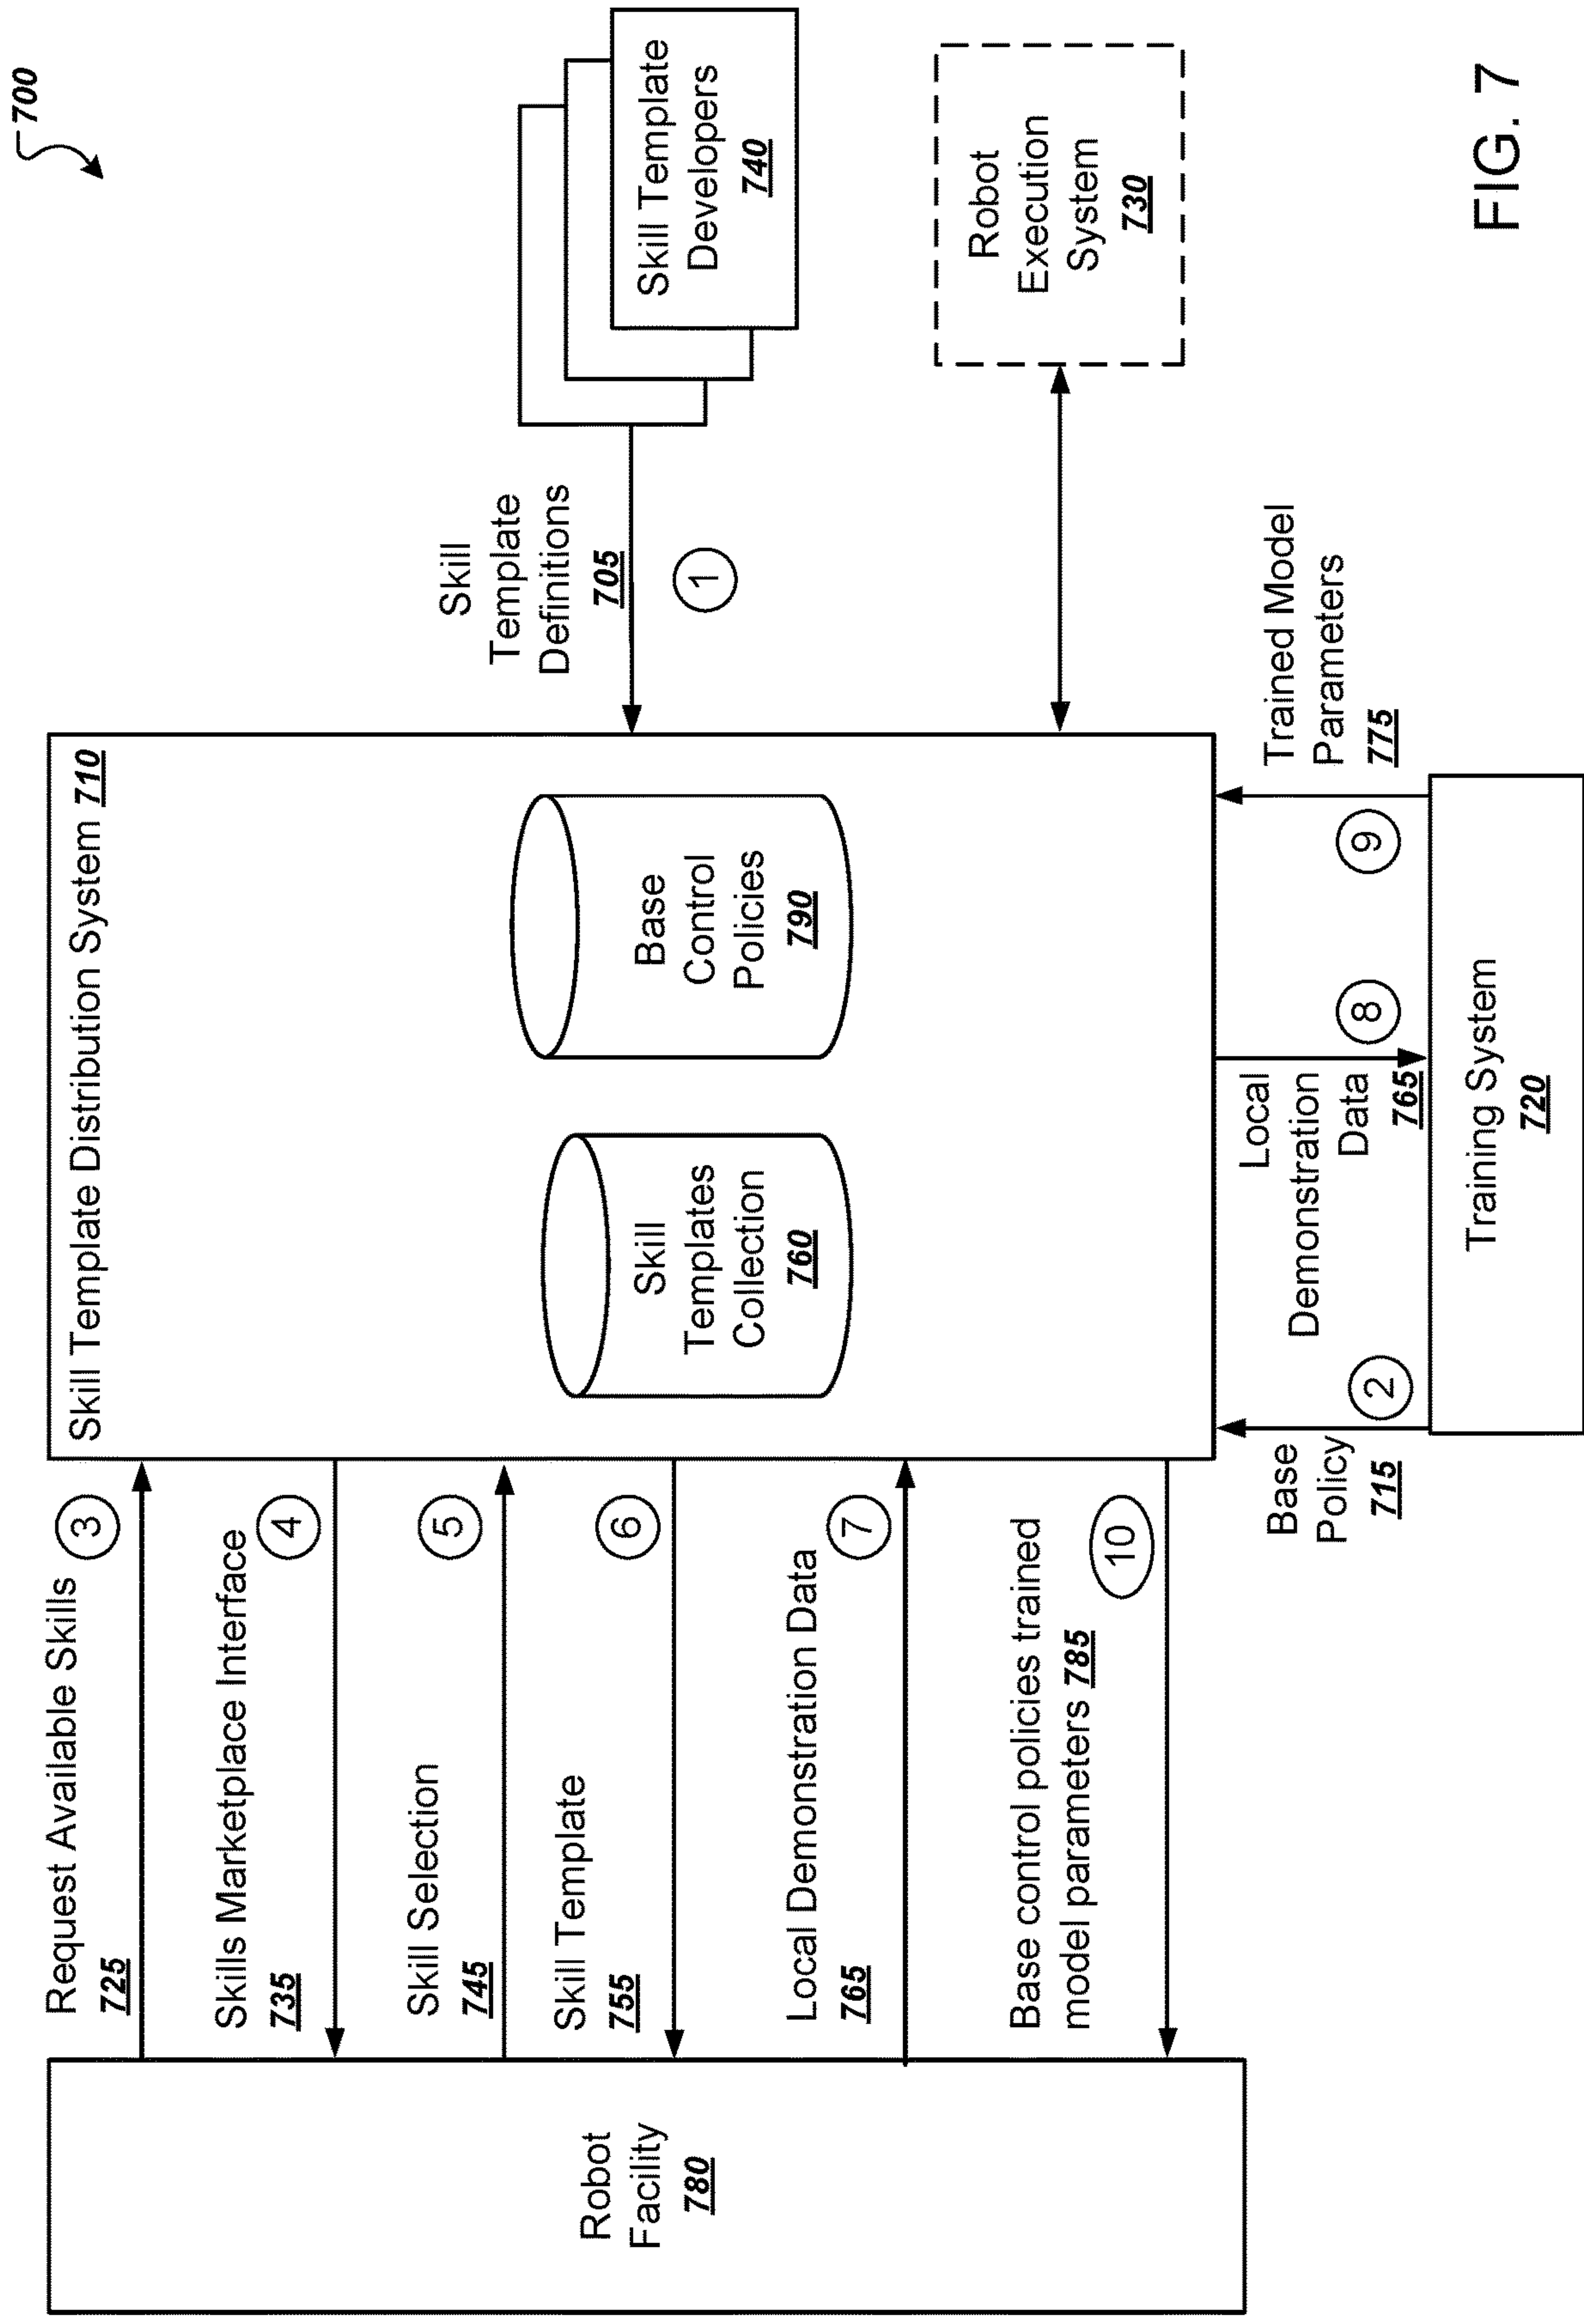 700
Request Available Skills
725
3
Skills Marketplace Interface
735
4
Skill Selection
745
5
Skill Template
755
6
Local Demonstration Data
765
7
Base control policies trained
model parameters 785
10
Robot
Facility
780
Skill Template Distribution System 710
Skill
Templates
Collection
760
Base
Control
Policies
790
Skill
Template
Definitions
705
1
Skill Template
Developers
740
Robot
Execution
System
730
Base
Policy
715
2
Local
Demonstration
Data
765
8
9
Trained Model
Parameters
775
Training System
720
FIG. 7